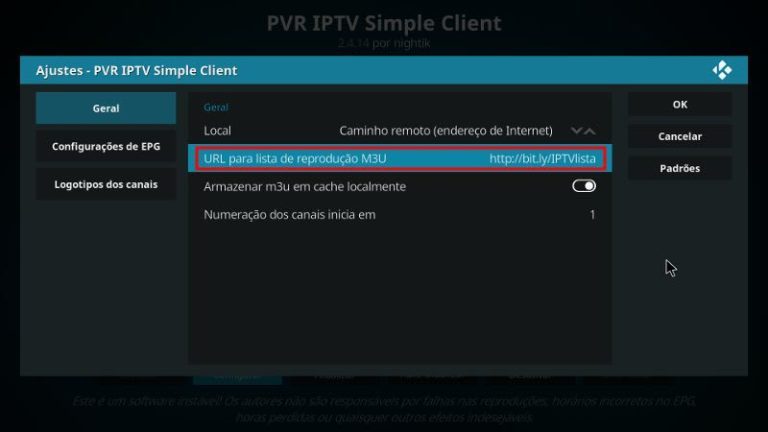 PVR IPTV Simple Client
2.4.14 por nightik
Ajustes - PVR IPTV Simple Client
Geral
Configurações de EPG
Logotipos dos canais
Geral
Local Caminho remoto (endereço de Internet)
URL para lista de reprodução M3U http://bit.ly/IPTVlista
Armazenar m3u em cache localmente
Numeração dos canais inicia em 1
OK
Cancelar
Padrões
Este é um software instável! Os autores não são responsáveis por falhas nas reproduções, horários incorretos no EPG,
horas perdidas ou quaisquer outros efeitos indesejáveis.